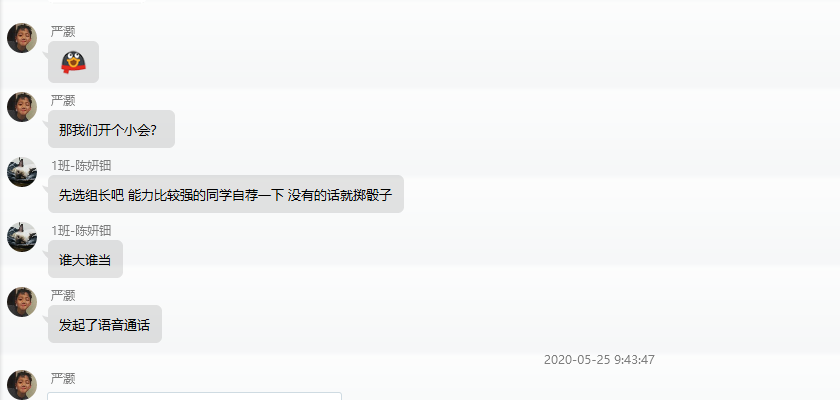 严灏
严灏
那我们开个小会?
1班-陈妍钿
先选组长吧 能力比较强的同学自荐一下 没有的话就掷骰子
1班-陈妍钿
谁大谁当
严灏
发起了语音通话
2020-05-25 9:43:47
严灏